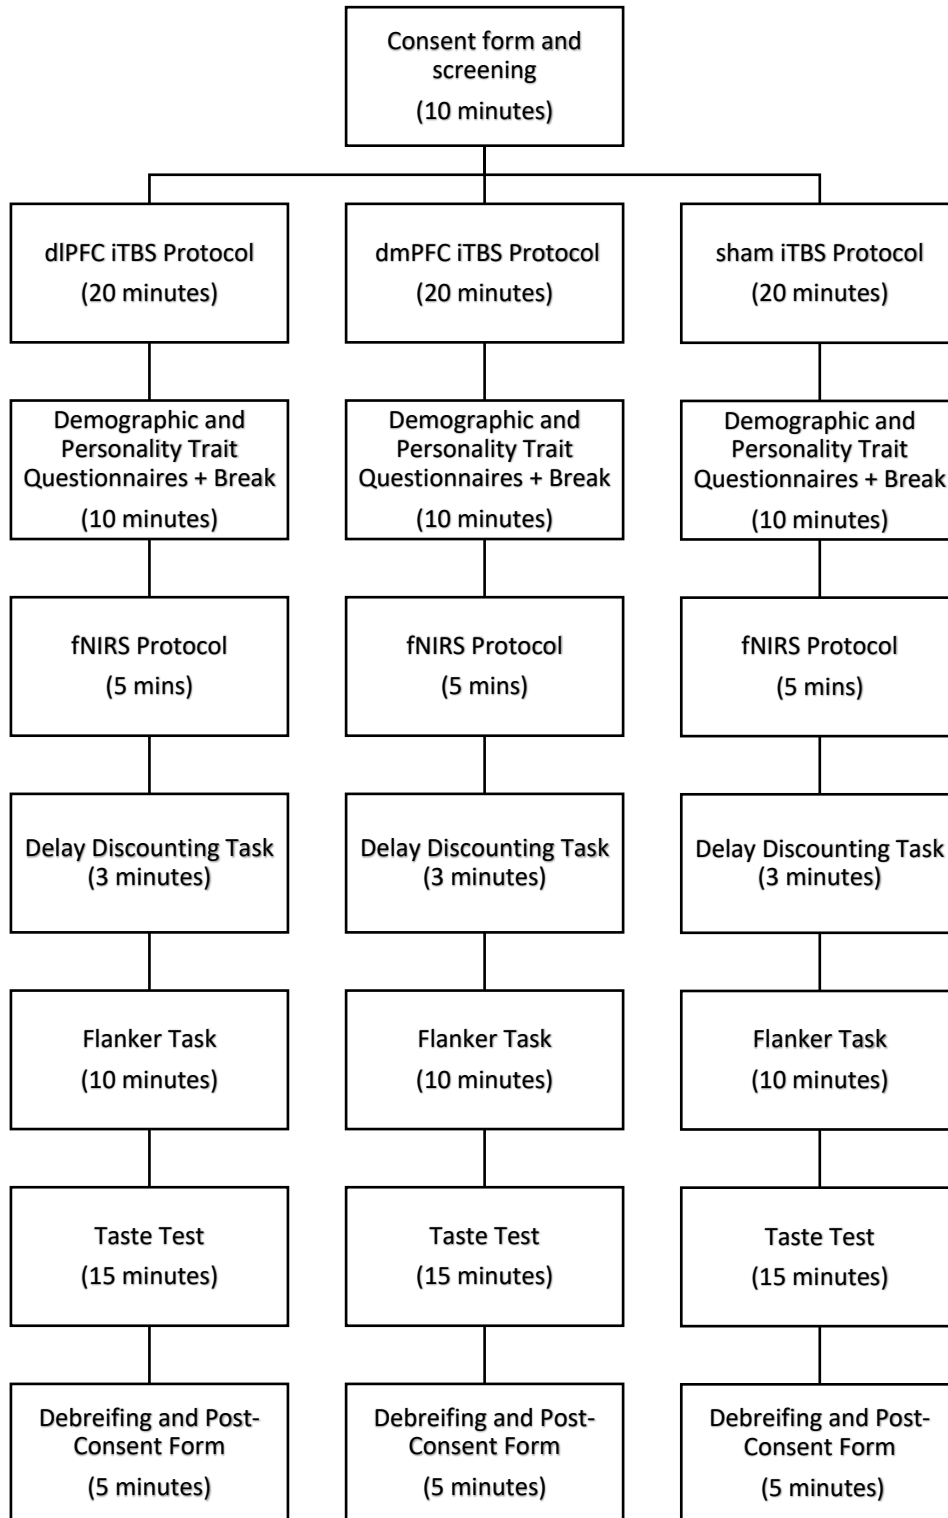 Consent form and
screening
(10 minutes)
dlPFC iTBS Protocol
(20 minutes)
dmPFC iTBS Protocol
(20 minutes)
sham iTBS Protocol
(20 minutes)
Demographic and
Personality Trait
Questionnaires + Break
(10 minutes)
Demographic and
Personality Trait
Questionnaires + Break
(10 minutes)
Demographic and
Personality Trait
Questionnaires + Break
(10 minutes)
fNIRS Protocol
(5 mins)
fNIRS Protocol
(5 mins)
fNIRS Protocol
(5 mins)
Delay Discounting Task
(3 minutes)
Delay Discounting Task
(3 minutes)
Delay Discounting Task
(3 minutes)
Flanker Task
(10 minutes)
Flanker Task
(10 minutes)
Flanker Task
(10 minutes)
Taste Test
(15 minutes)
Taste Test
(15 minutes)
Taste Test
(15 minutes)
Debreifing and Post-
Consent Form
(5 minutes)
Debreifing and Post-
Consent Form
(5 minutes)
Debreifing and Post-
Consent Form
(5 minutes)